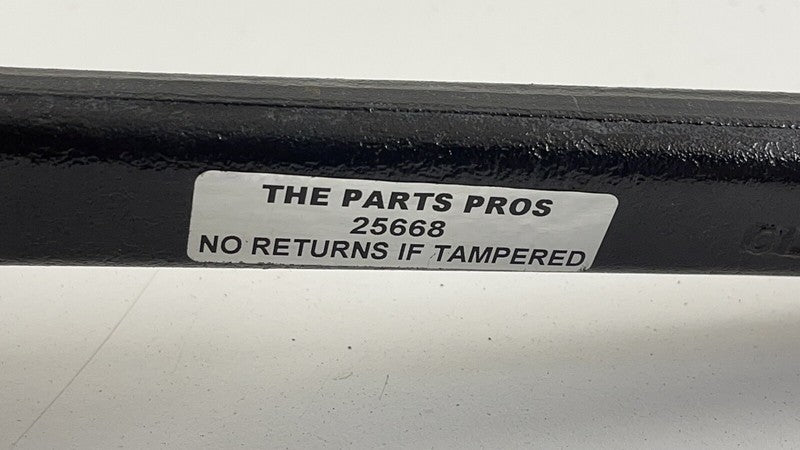 THE PARTS PROS
25668
NO RETURNS IF TAMPERED